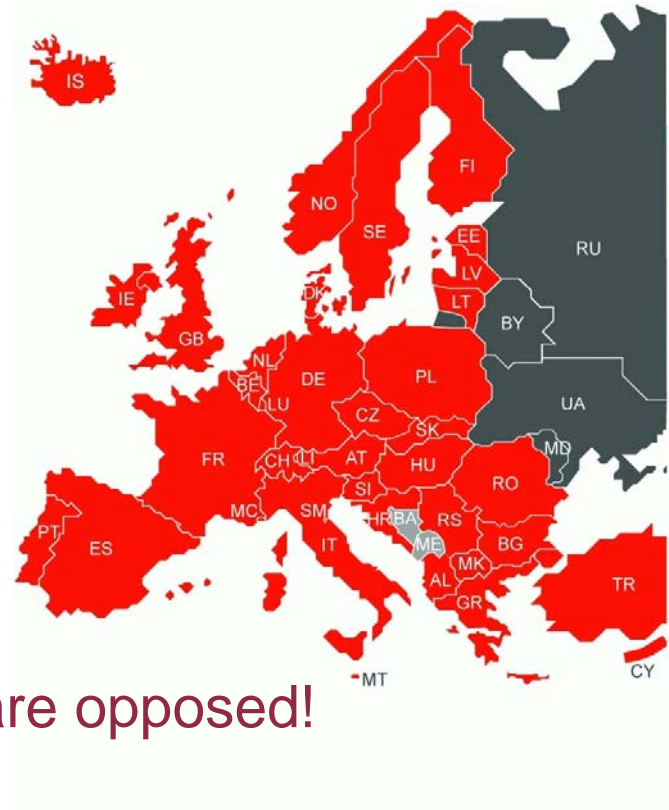 IS
FI
NO
SE
EE
RU
LV
DK
LT
IE
BY
GB
NL
DE
PL
BE
UA
LU
CZ
SK
MD
FR
CH
LI
AT
HU
RO
SI
MC
SM
HR
BA
RS
PT
ES
IT
ME
BG
MK
AL
TR
GR
CY
MT
are opposed!